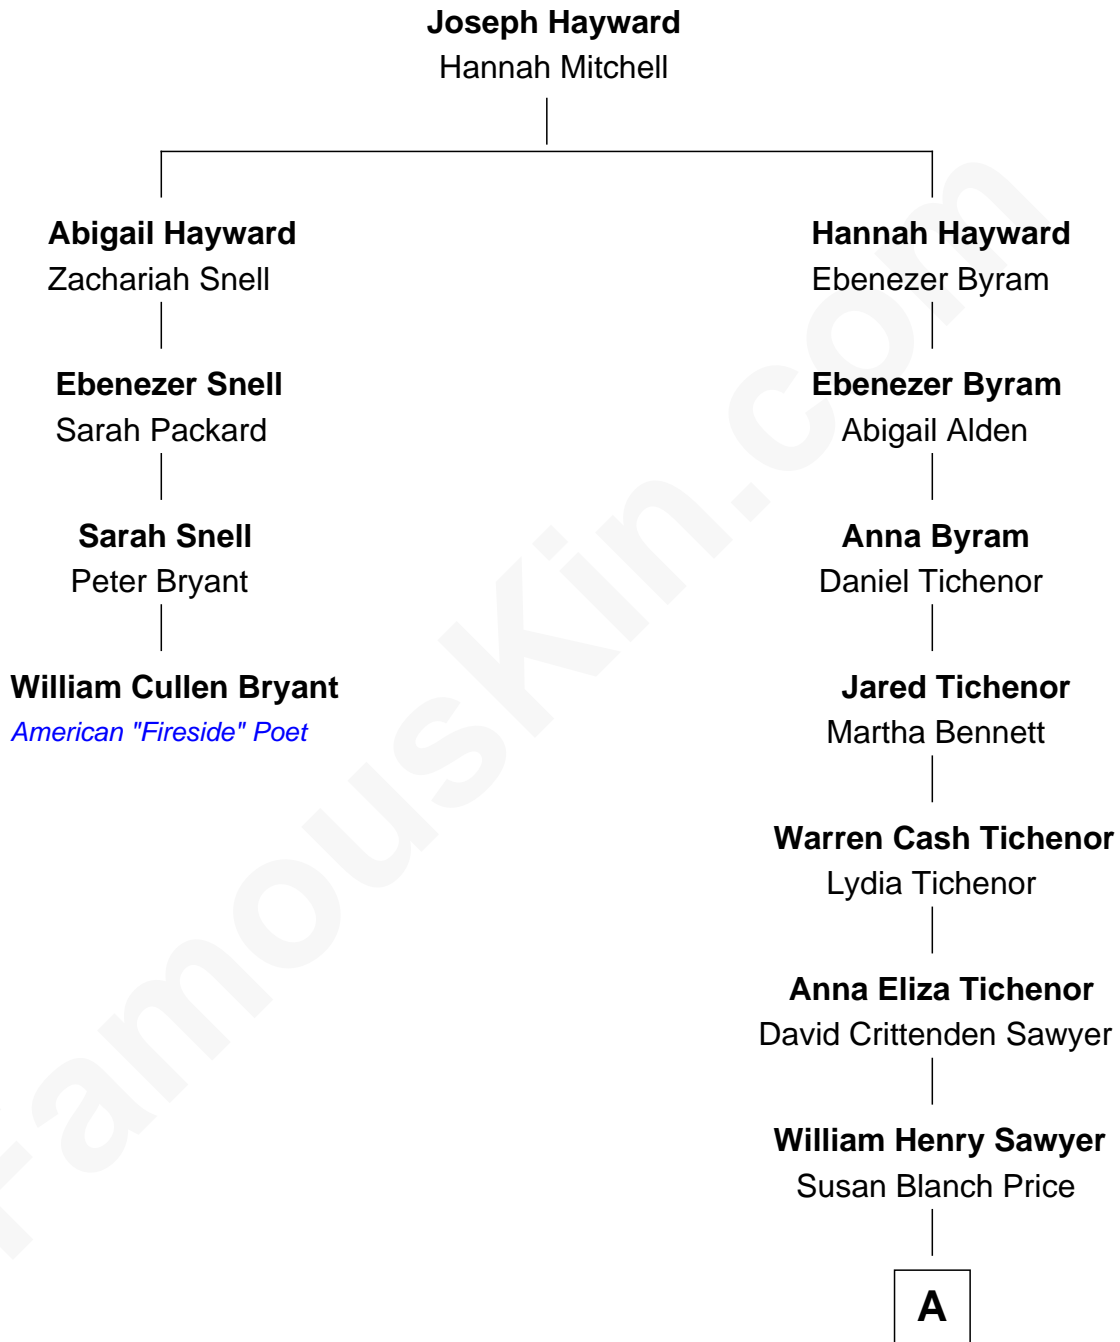 Joseph Hayward
Hannah Mitchell
Abigail Hayward
Zachariah Snell
Hannah Hayward
Ebenezer Byram
Ebenezer Snell
Sarah Packard
Ebenezer Byram
Abigail Alden
Sarah Snell
Peter Bryant
Anna Byram
Daniel Tichenor
William Cullen Bryant
American "Fireside" Poet
Jared Tichenor
Martha Bennett
Warren Cash Tichenor
Lydia Tichenor
Anna Eliza Tichenor
David Crittenden Sawyer
William Henry Sawyer
Susan Blanch Price
A
FamousKin.com